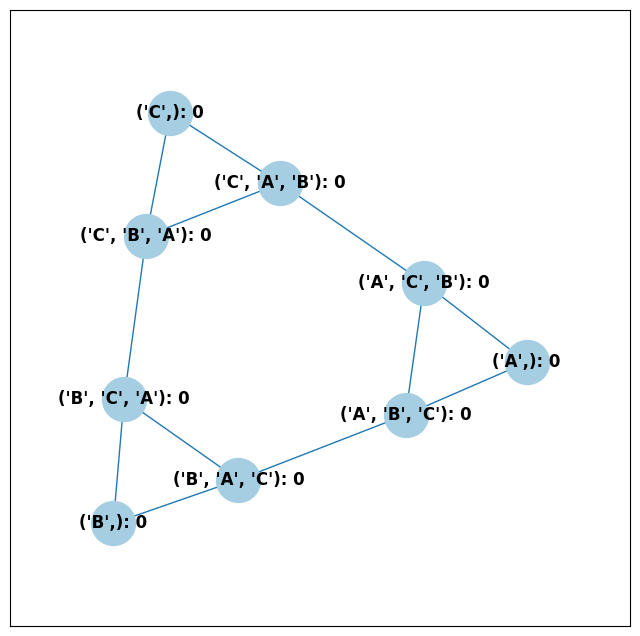 ('C',): 0
('C', 'A', 'B'): 0
('C', 'B', 'A'): 0
('A', 'C', 'B'): 0
('A',): 0
('B', 'C', 'A'): 0
('A', 'B', 'C'): 0
('B', 'A', 'C'): 0
('B',): 0